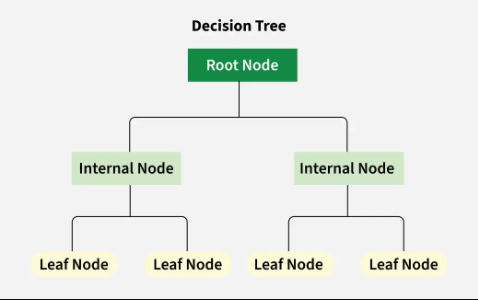 Decision Tree
Root Node
Internal Node
Internal Node
Leaf Node
Leaf Node
Leaf Node
Leaf Node